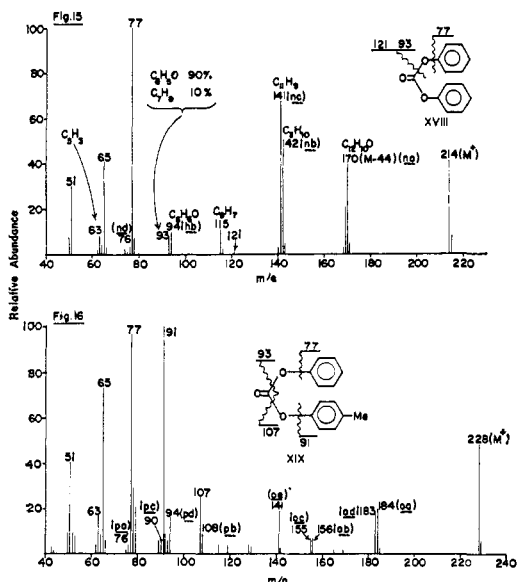 Fig.15
77
100
80
60
40
20
C₆H₅O 90%
C₇H₉ 10%
C₅H₃
51
63
65
(nd)
76
93
94(nb)
C₆H₆O
C₉H₇
115
121
C₁₁H₉
141(nc)
C₁₁H₁₀
142(nb)
C₁₂H₁₀O
170(M-44)(na)
214(M⁺)
121 93
77
O
O
O
XVIII
40 60 80 100 120 140 160 180 200 220
m/e
Relative Abundance
Fig.16
100
80
60
40
20
77
91
65
51
63
(pa)
76
(pc)
90
94(pd)
107
108(pb)
141
(oc)
155
156(ob)
(od)183
184(oa)
228(M⁺)
93
77
O
O
O
Me
107
91
XIX
40 60 80 100 120 140 160 180 200 220
m/e